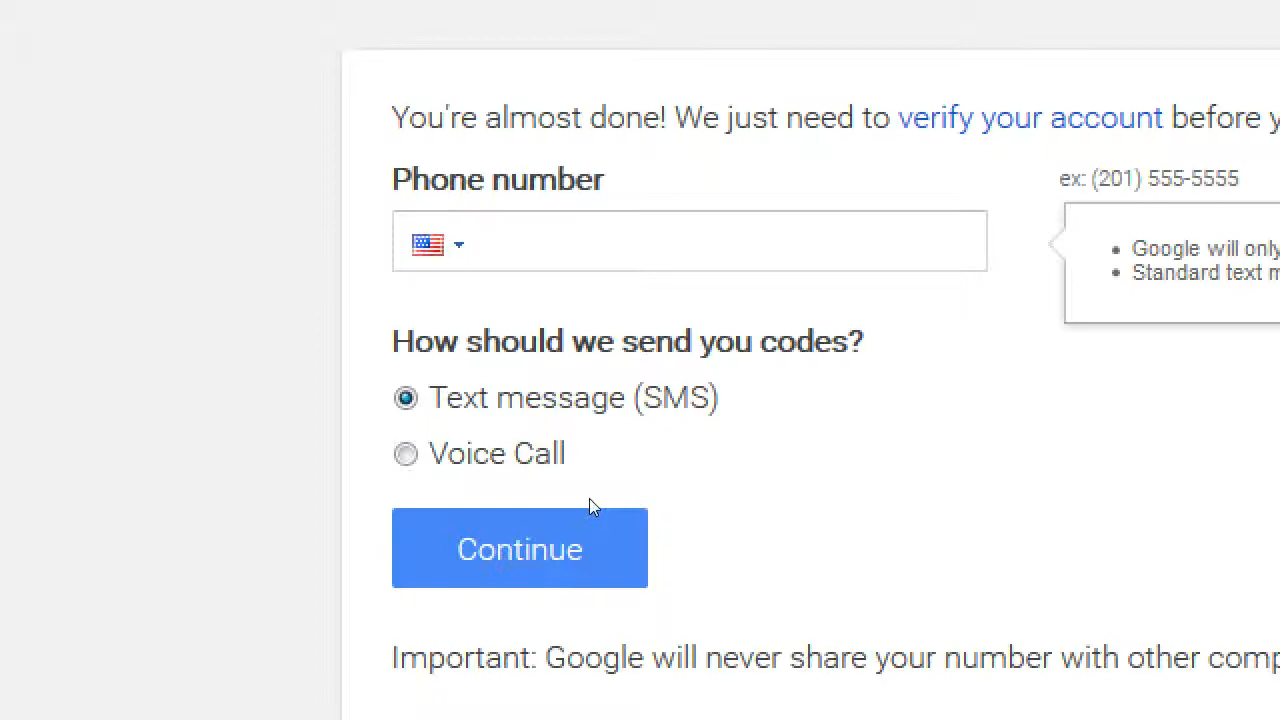 You're almost done! We just need to verify your account before
Phone number
ex: (201) 555-5555
Google will only
Standard text
How should we send you codes?
Text message (SMS)
Voice Call
Continue
Important: Google will never share your number with other